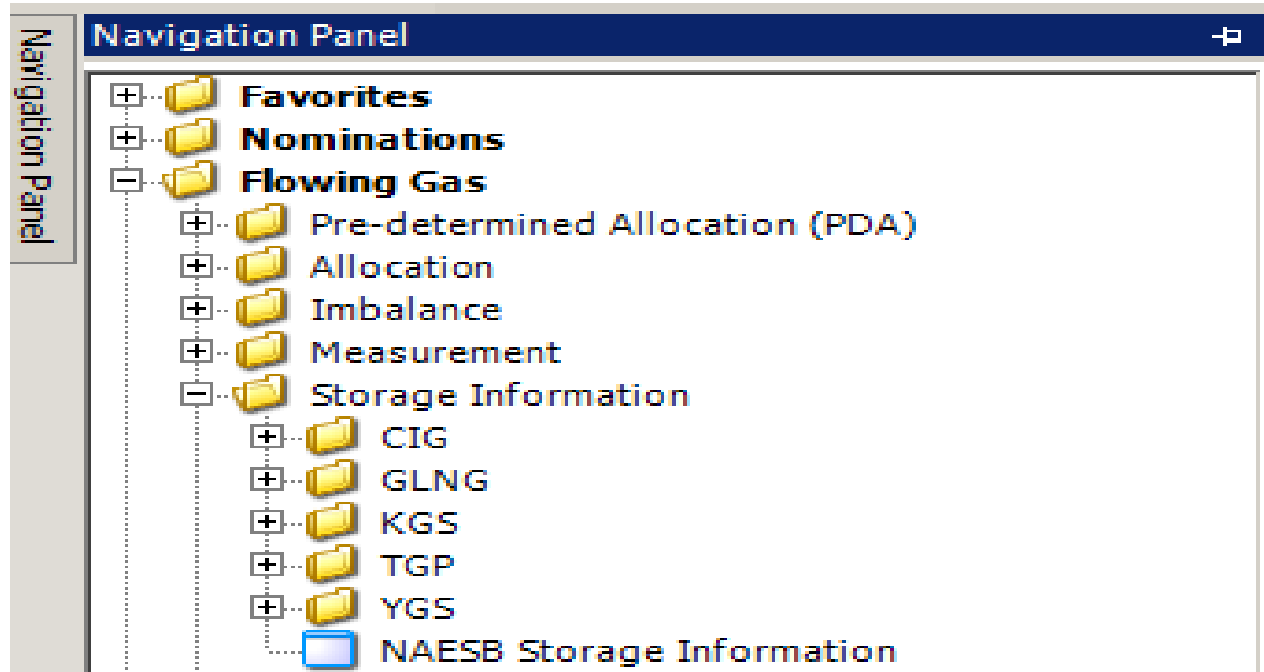 Navigation Panel
Navigation Panel
Favorites
Nominations
Flowing Gas
Pre-determined Allocation (PDA)
Allocation
Imbalance
Measurement
Storage Information
CIG
GLNG
KGS
TGP
YGS
NAESB Storage Information